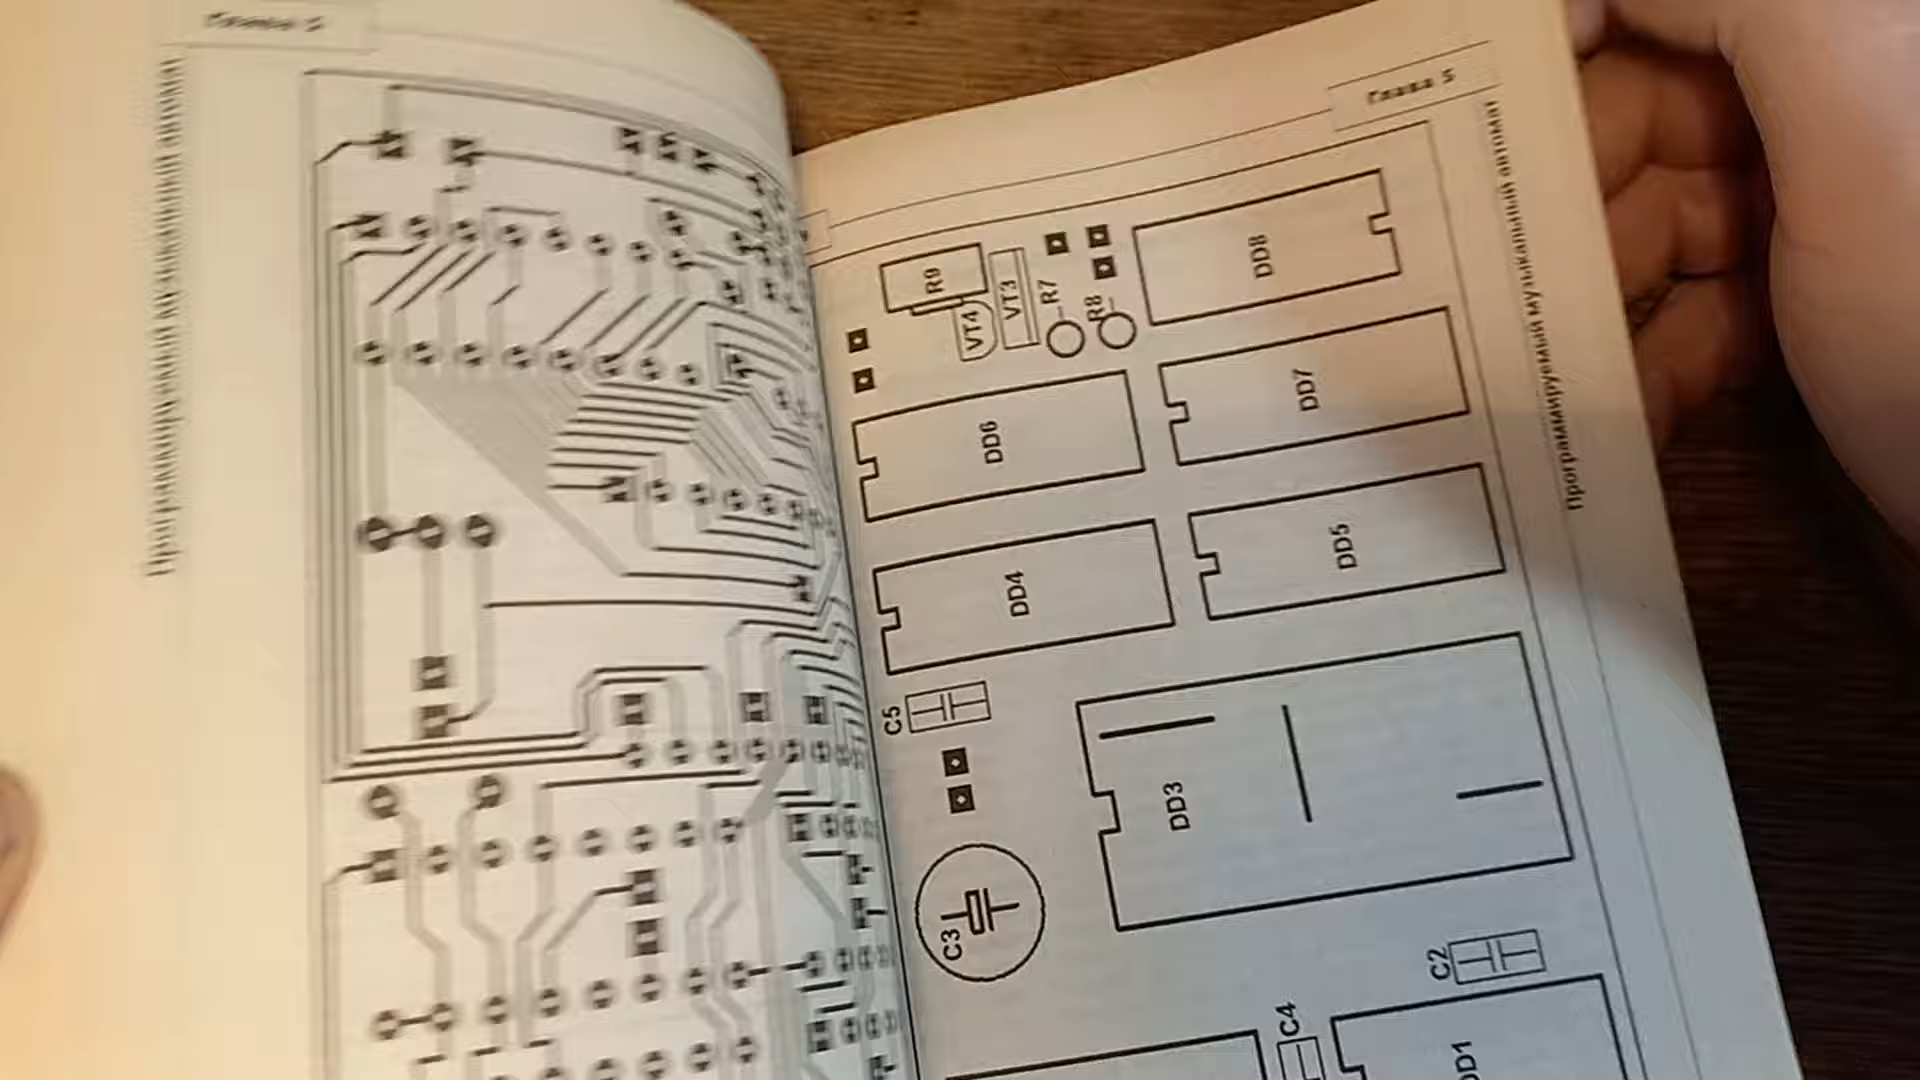 Глава 5
Глава 5
Программируемый музыкальный автомат
R9
VT4
VT3
R7
R8
DD8
DD6
DD7
DD4
DD5
C5
DD3
C3
C2
C4
DD1